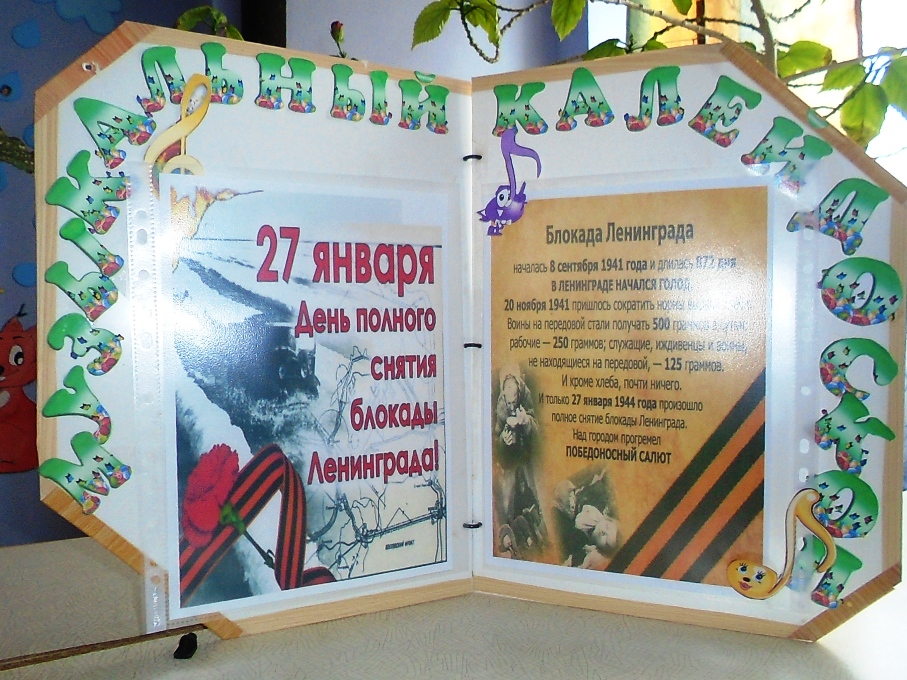 МУЗЫКАЛЬНЫЙ КАЛЕЙДОСКОП
27 января
День полного
снятия
блокады
Ленинграда!
Блокада Ленинграда
началась 8 сентября 1941 года и длилась 872 дня.
В ЛЕНИНГРАДЕ НАЧАЛСЯ ГОЛОД.
20 ноября 1941 пришлось сократить нормы
Воины на передовой стали получать 500 граммов в сутки;
рабочие — 250 граммов; служащие, иждивенцы и воины,
не находящиеся на передовой, — 125 граммов.
И кроме хлеба, почти ничего.
И только 27 января 1944 года произошло
полное снятие блокады Ленинграда.
Над городом прогремел
ПОБЕДОНОСНЫЙ САЛЮТ